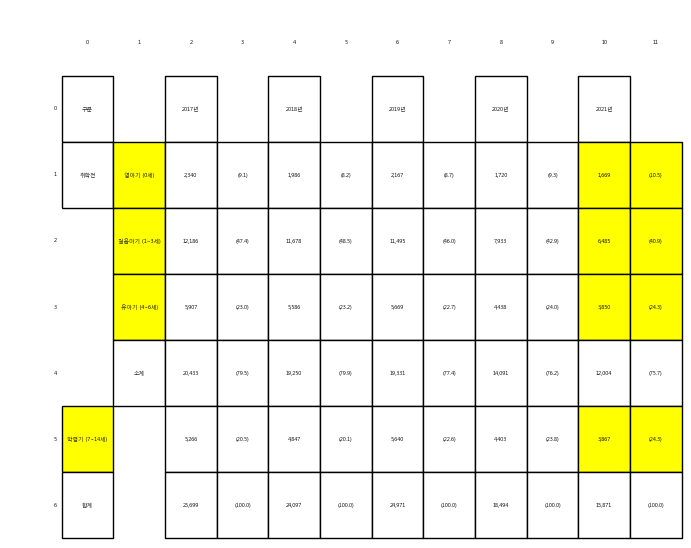 0 1 2 3 4 5 6 7 8 9 10 11
0 구분 2017년 2018년 2019년 2020년 2021년
1 취학전 영아기 (0세) 2,340 (9.1) 1,986 (8.2) 2,167 (8.7) 1,720 (9.3) 1,669 (10.5)
2 걸음마기 (1~3세) 12,186 (47.4) 11,678 (48.5) 11,495 (46.0) 7,933 (42.9) 6,485 (40.9)
3 유아기 (4~6세) 5,907 (23.0) 5,586 (23.2) 5,669 (22.7) 4,438 (24.0) 3,850 (24.3)
4 소계 20,433 (79.5) 19,250 (79.9) 19,331 (77.4) 14,091 (76.2) 12,004 (75.7)
5 학령기 (7~14세) 5,266 (20.5) 4,847 (20.1) 5,640 (22.6) 4,403 (23.8) 3,867 (24.3)
6 합계 25,699 (100.0) 24,097 (100.0) 24,971 (100.0) 18,494 (100.0) 15,871 (100.0)